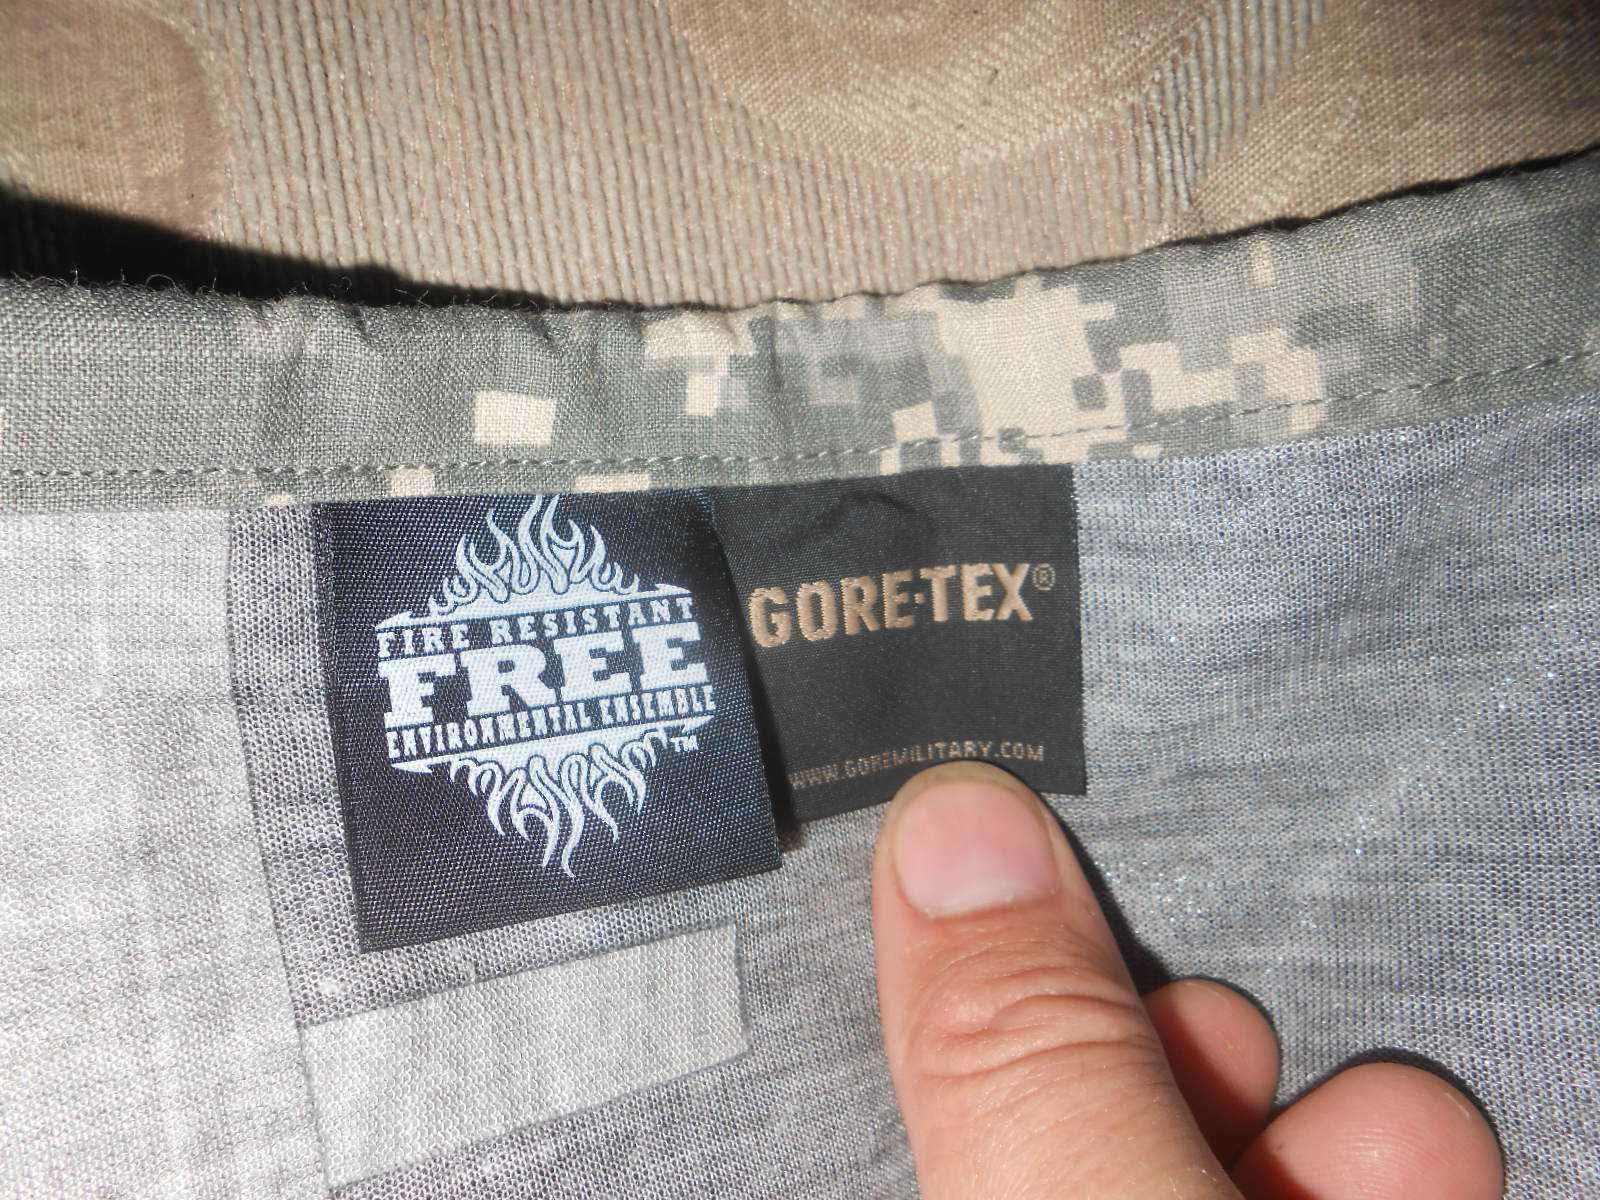 FIRE RESISTANT
FREE
ENVIRONMENTAL ENSEMBLE
TM
GORE-TEX®
WWW.GOREMILITARY.COM